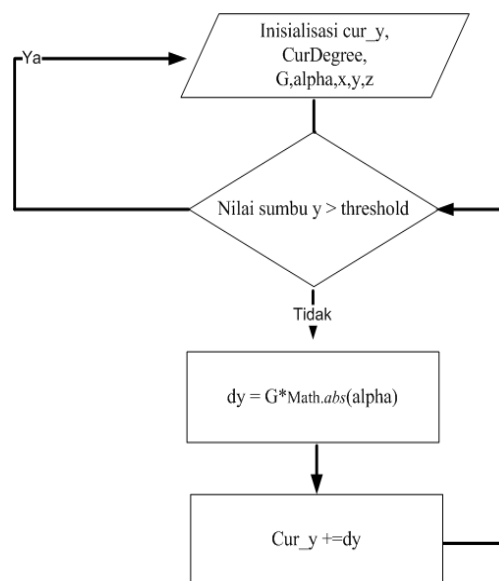 Inisialisasi cur_y,
CurDegree,
G,alpha,x,y,z
Ya
Nilai sumbu y > threshold
Tidak
dy = G*Math.abs(alpha)
Cur_y +=dy